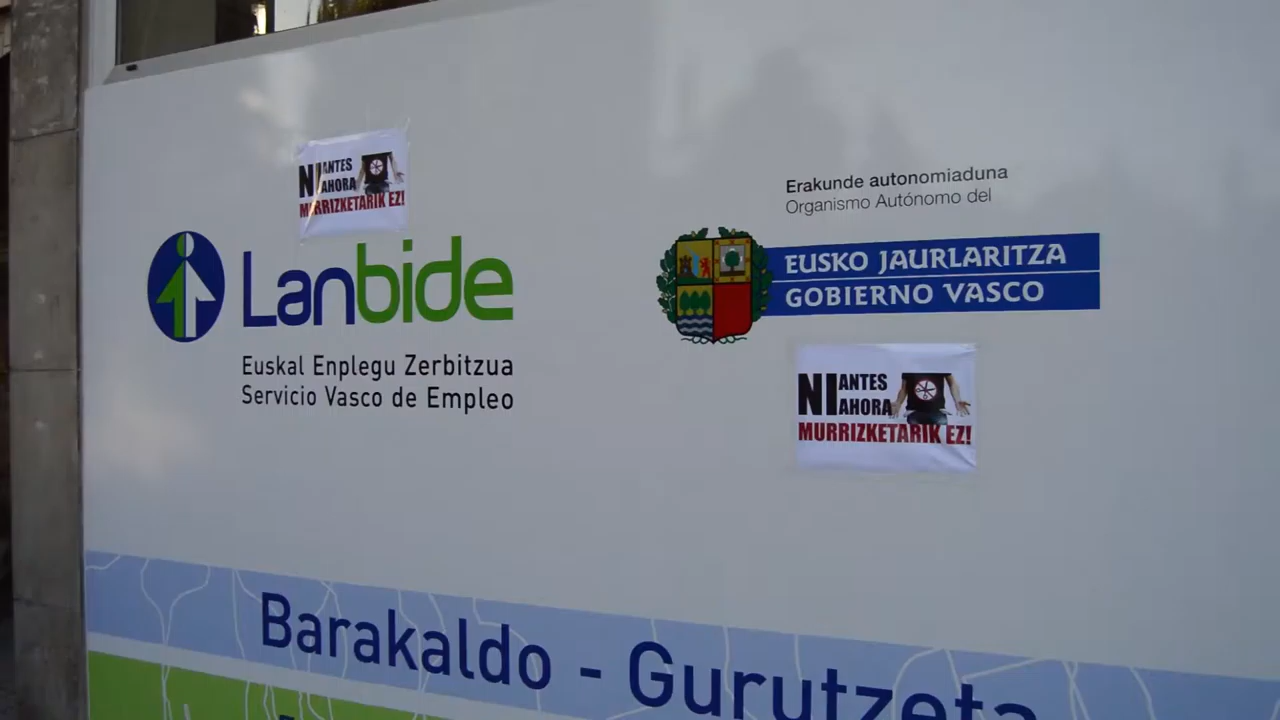 NI ANTES
AHORA
MURRIZKETARIK EZ!
Lanbide
Euskal Enplegu Zerbitzua
Servicio Vasco de Empleo
Erakunde autonomiaduna
Organismo Autónomo del
EUSKO JAURLARITZA
GOBIERNO VASCO
NI ANTES
AHORA
MURRIZKETARIK EZ!
Barakaldo - Gurutzeta